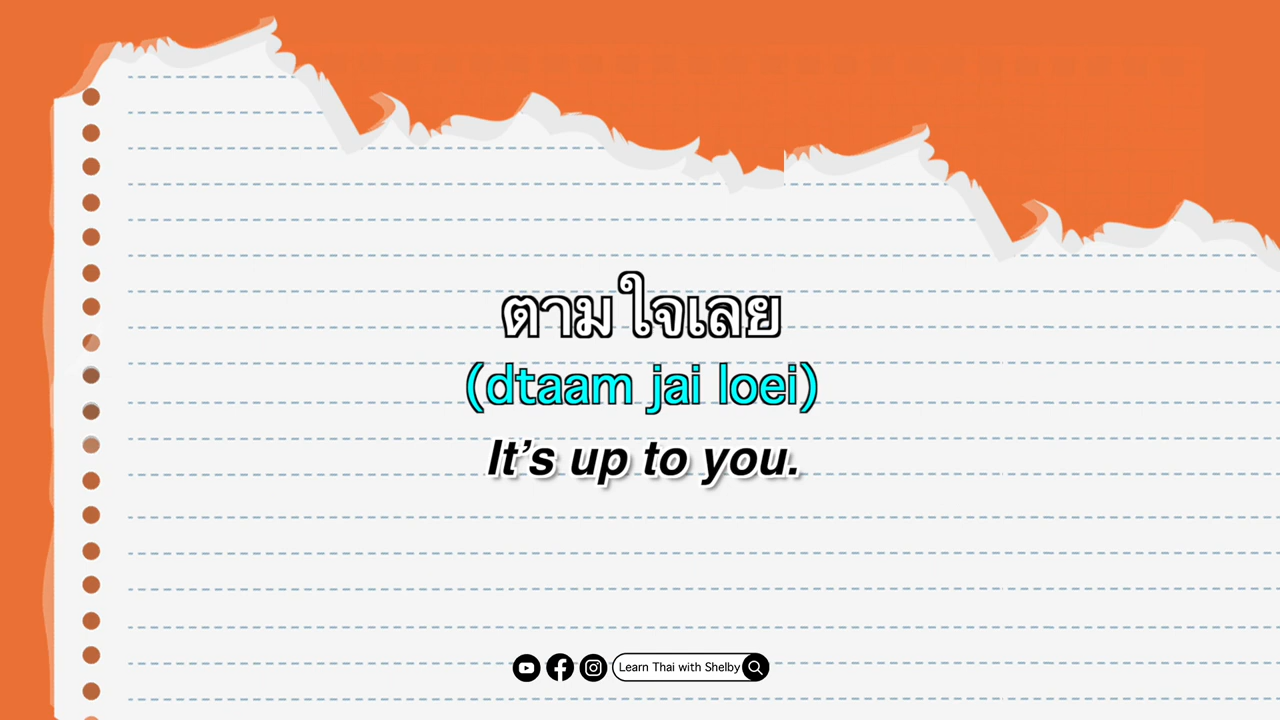 ตามใจเลย
(dtaam jai loei)
It's up to you.
Learn Thai with Shelby